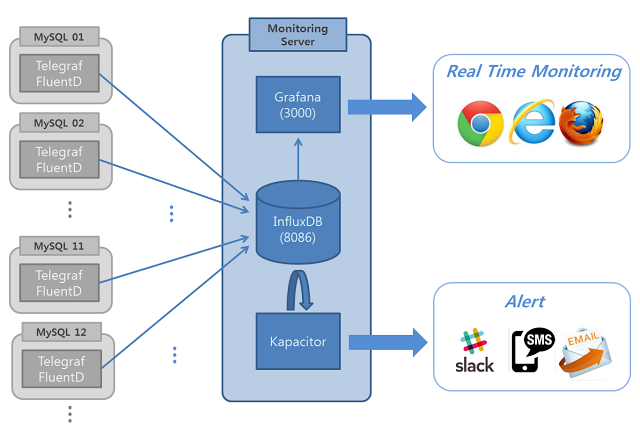 MySQL 01
Telegraf
FluentD
MySQL 02
Telegraf
FluentD
MySQL 11
Telegraf
FluentD
MySQL 12
Telegraf
FluentD
Monitoring
Server
Grafana
(3000)
InfluxDB
(8086)
Kapacitor
Real Time Monitoring
Alert
slack
SMS
EMAIL